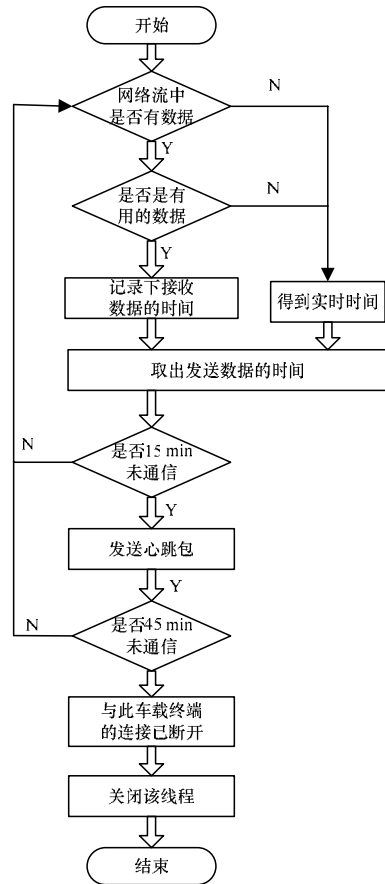 开始
网络流中
是否有数据
N
Y
是否是有
用的数据
N
Y
记录下接收
数据的时间
得到实时时间
取出发送数据的时间
是否15 min
未通信
N
Y
发送心跳包
Y
是否45 min
未通信
N
与此车载终端
的连接已断开
关闭该线程
结束